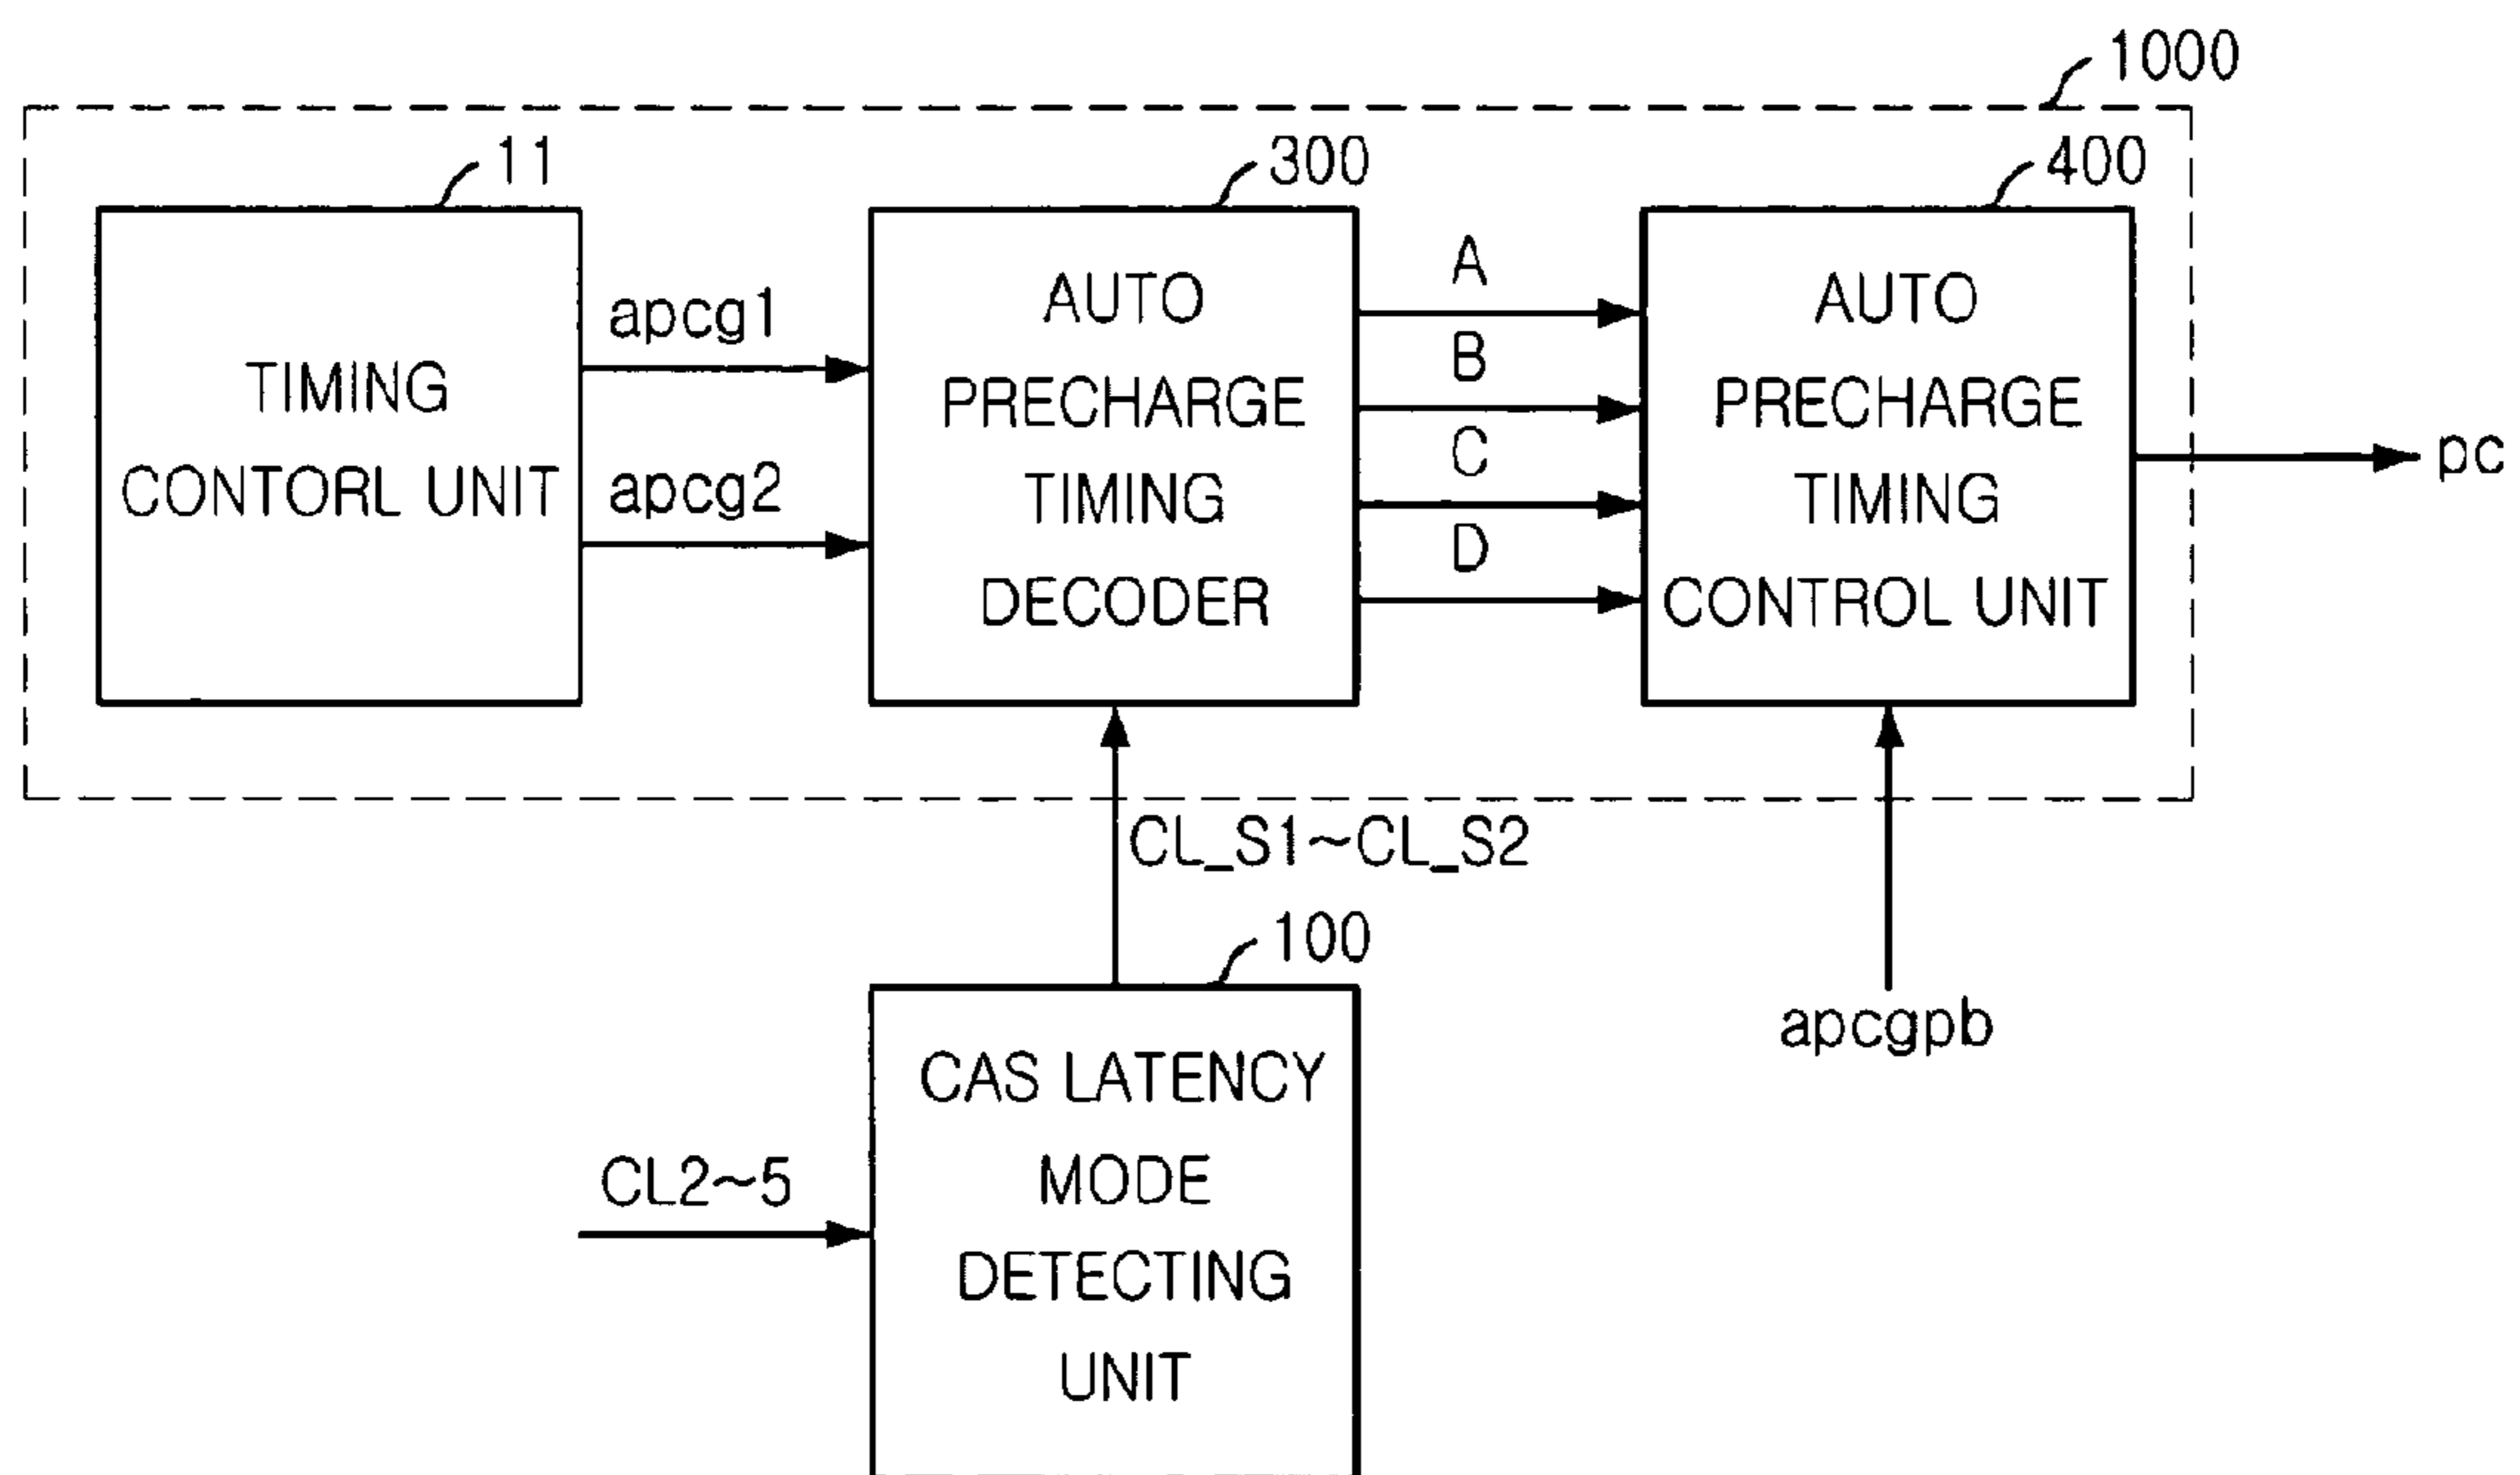 1000
11
300
400
TIMING
CONTORL UNIT
apcg1
apcg2
AUTO
PRECHARGE
TIMING
DECODER
A
B
C
D
AUTO
PRECHARGE
TIMING
CONTROL UNIT
pc
CL_S1~CL_S2
100
apcgpb
CL2~5
CAS LATENCY
MODE
DETECTING
UNIT